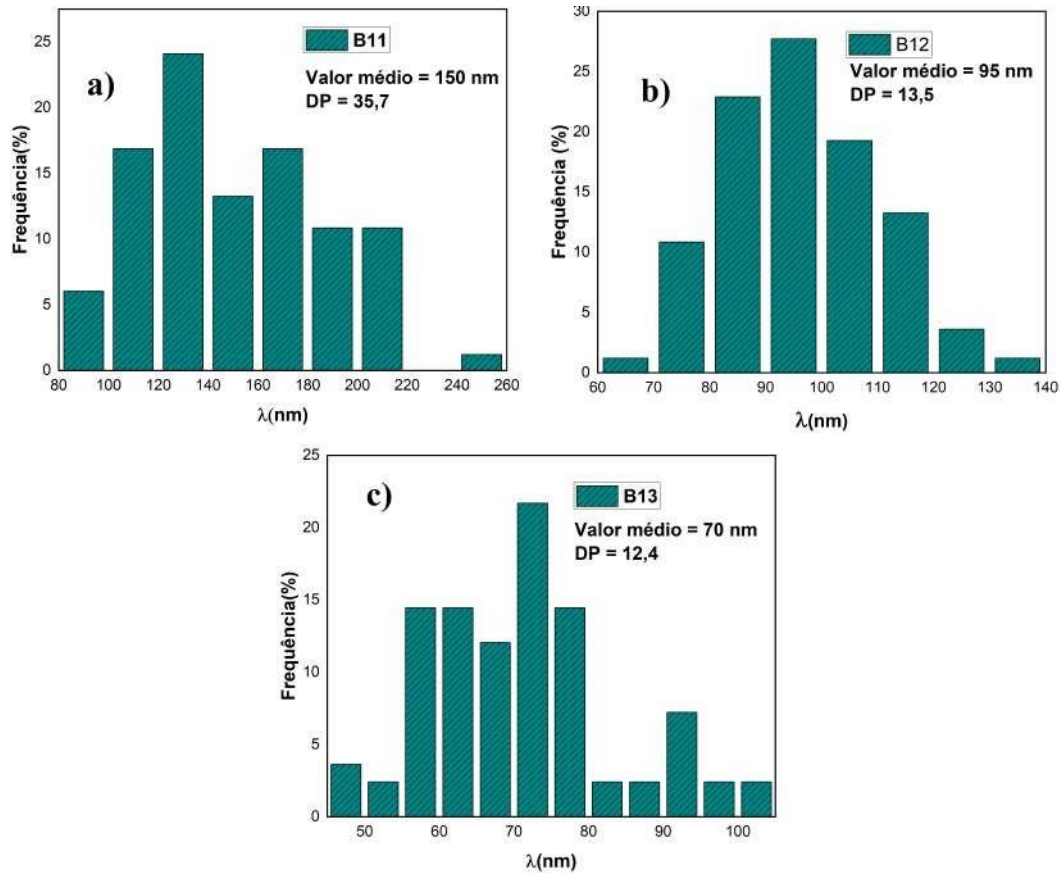 a)
B11
Valor médio = 150 nm
DP = 35,7
Frequência(%)
25
20
15
10
5
0
80 100 120 140 160 180 200 220 240 260
λ(nm)
b)
B12
Valor médio = 95 nm
DP = 13,5
Frequência (%)
30
25
20
15
10
5
0
60 70 80 90 100 110 120 130 140
λ(nm)
c)
B13
Valor médio = 70 nm
DP = 12,4
Frequência(%)
25
20
15
10
5
0
50 60 70 80 90 100
λ(nm)